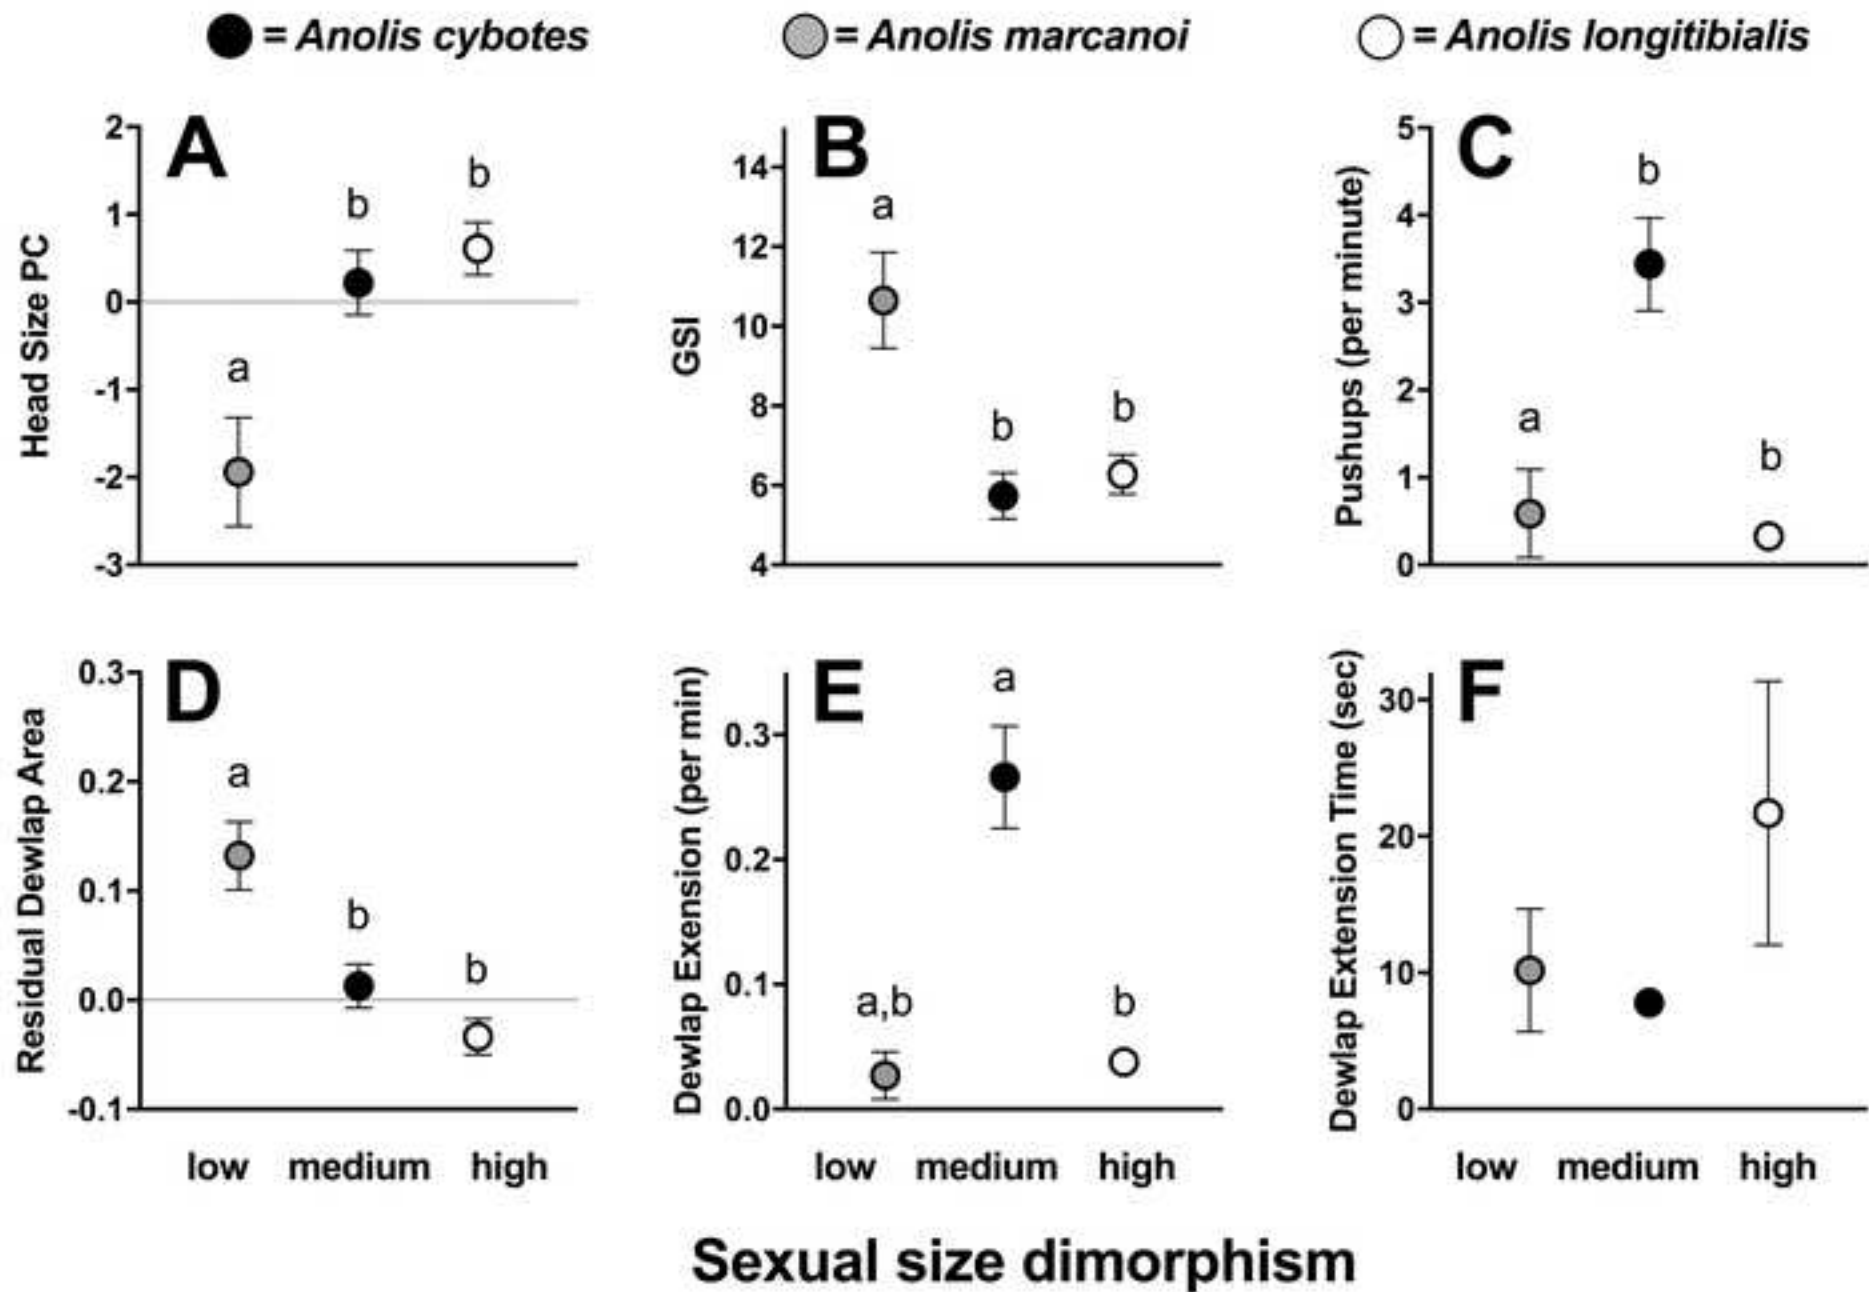 = Anolis cybotes
= Anolis marcanoi
= Anolis longitibialis
A
Head Size PC
2
1
0
-1
-2
-3
a
b
b
B
GSI
14
12
10
8
6
4
a
b
b
C
Pushups (per minute)
5
4
3
2
1
0
a
b
b
D
Residual Dewlap Area
0.3
0.2
0.1
0.0
-0.1
a
b
b
low medium high
E
Dewlap Exension (per min)
0.3
0.2
0.1
0.0
a,b
a
b
low medium high
F
Dewlap Extension Time (sec)
30
20
10
0
low medium high
Sexual size dimorphism